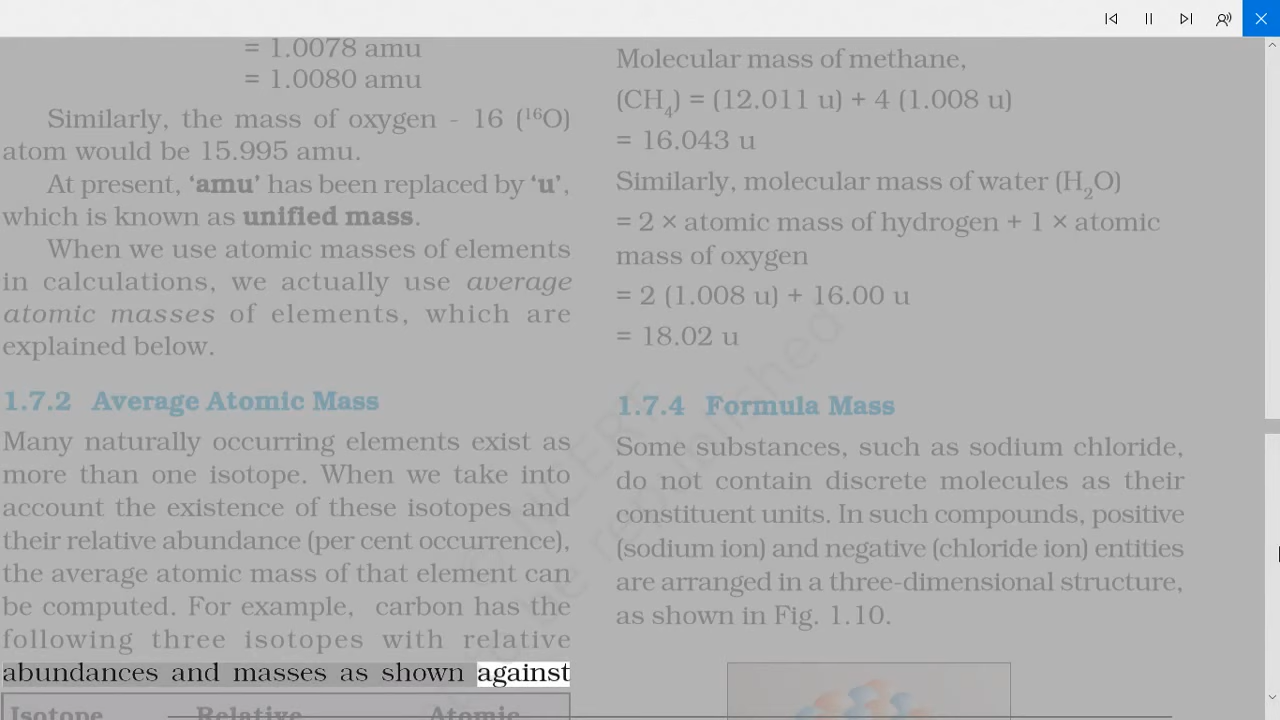 = 1.0078 amu
= 1.0080 amu
Similarly, the mass of oxygen - 16 (¹⁶O)
atom would be 15.995 amu.
At present, ‘amu’ has been replaced by ‘u’,
which is known as unified mass.
When we use atomic masses of elements
in calculations, we actually use average
atomic masses of elements, which are
explained below.
1.7.2 Average Atomic Mass
Many naturally occurring elements exist as
more than one isotope. When we take into
account the existence of these isotopes and
their relative abundance (per cent occurrence),
the average atomic mass of that element can
be computed. For example, carbon has the
following three isotopes with relative
abundances and masses as shown against
Isotope Relative Atomic
Molecular mass of methane,
(CH₄) = (12.011 u) + 4 (1.008 u)
= 16.043 u
Similarly, molecular mass of water (H₂O)
= 2 × atomic mass of hydrogen + 1 × atomic
mass of oxygen
= 2 (1.008 u) + 16.00 u
= 18.02 u
1.7.4 Formula Mass
Some substances, such as sodium chloride,
do not contain discrete molecules as their
constituent units. In such compounds, positive
(sodium ion) and negative (chloride ion) entities
are arranged in a three-dimensional structure,
as shown in Fig. 1.10.
be republished